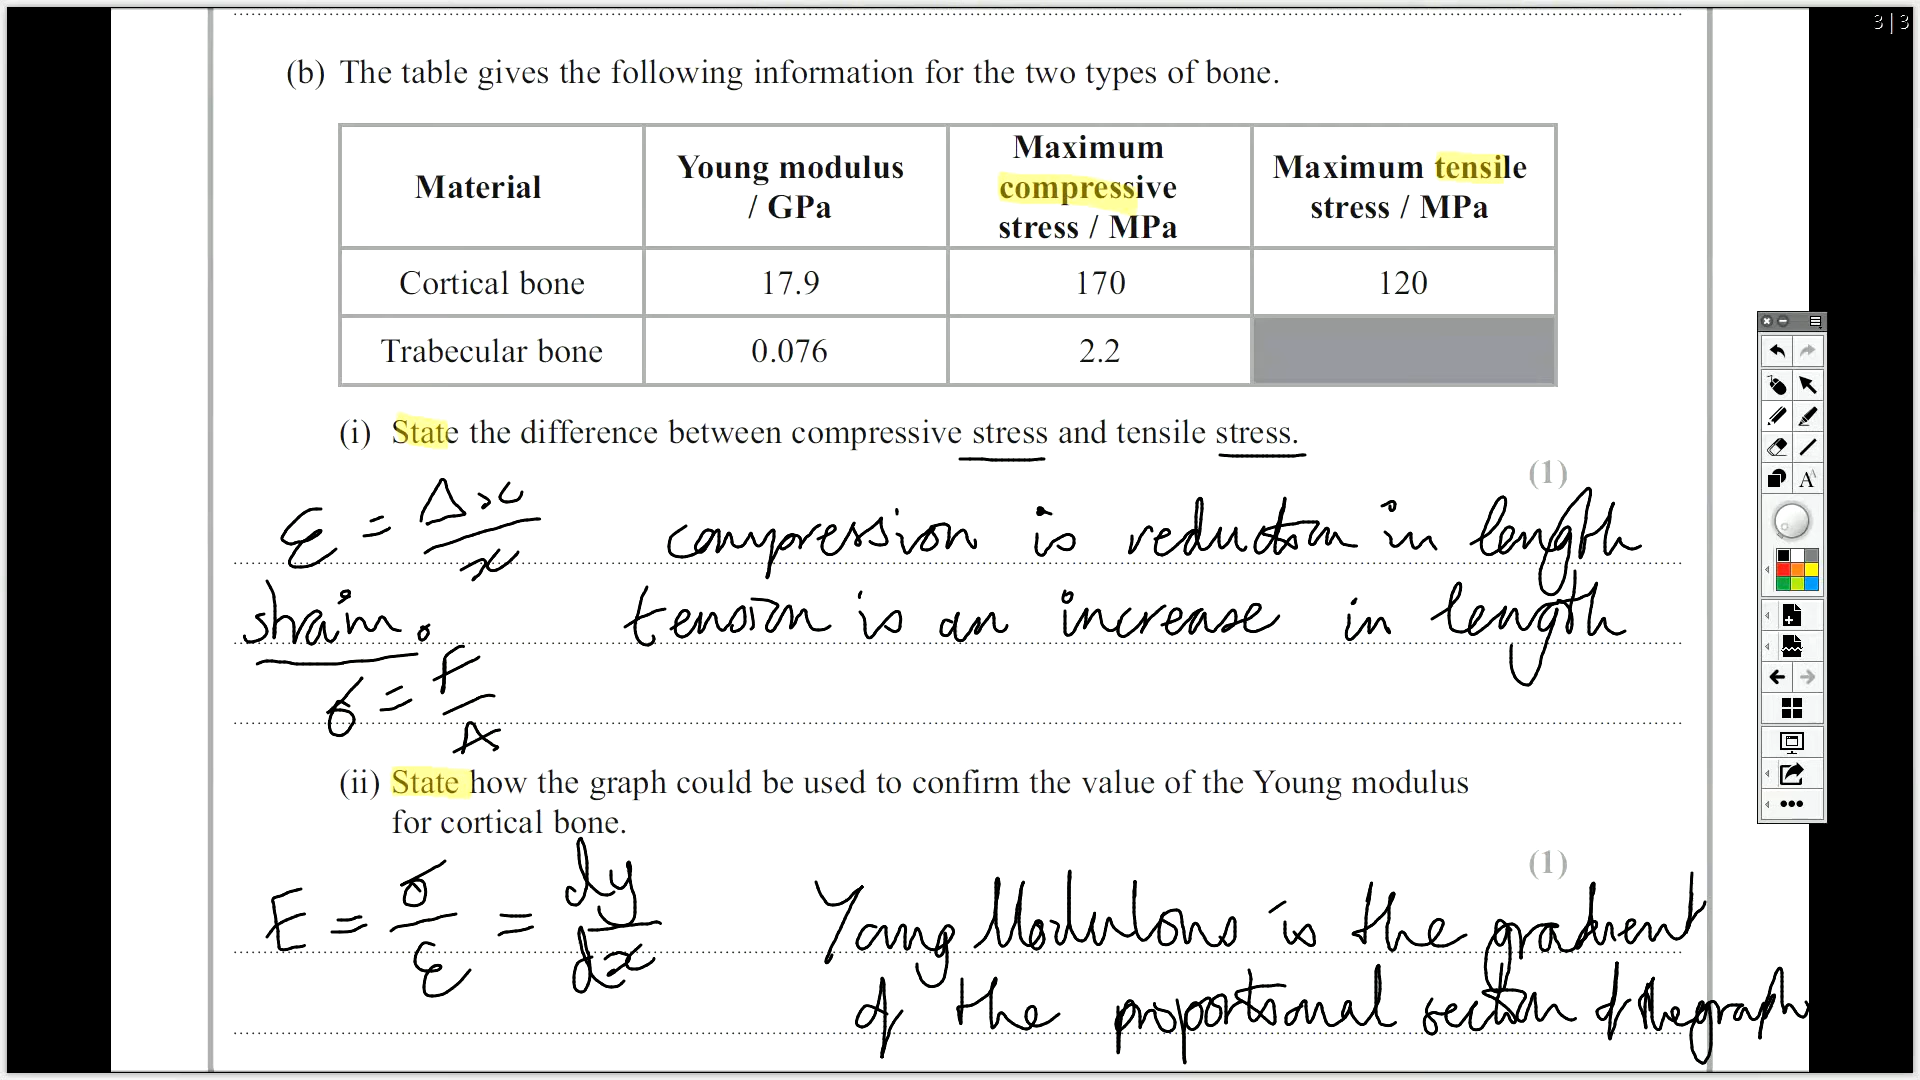 3|3
(b) The table gives the following information for the two types of bone.
Material
Young modulus
/ GPa
Maximum
compressive
stress / MPa
Maximum tensile
stress / MPa
Cortical bone 17.9 170 120
Trabecular bone 0.076 2.2
(i) State the difference between compressive stress and tensile stress.
(1)
ε = Δx/x
compression is reduction in length
strain.
tension is an increase in length
σ = F/A
(ii) State how the graph could be used to confirm the value of the Young modulus
for cortical bone.
(1)
E = σ/ε = dy/dx
Young Modulous is the gradient
of the proportional section of the graph
A